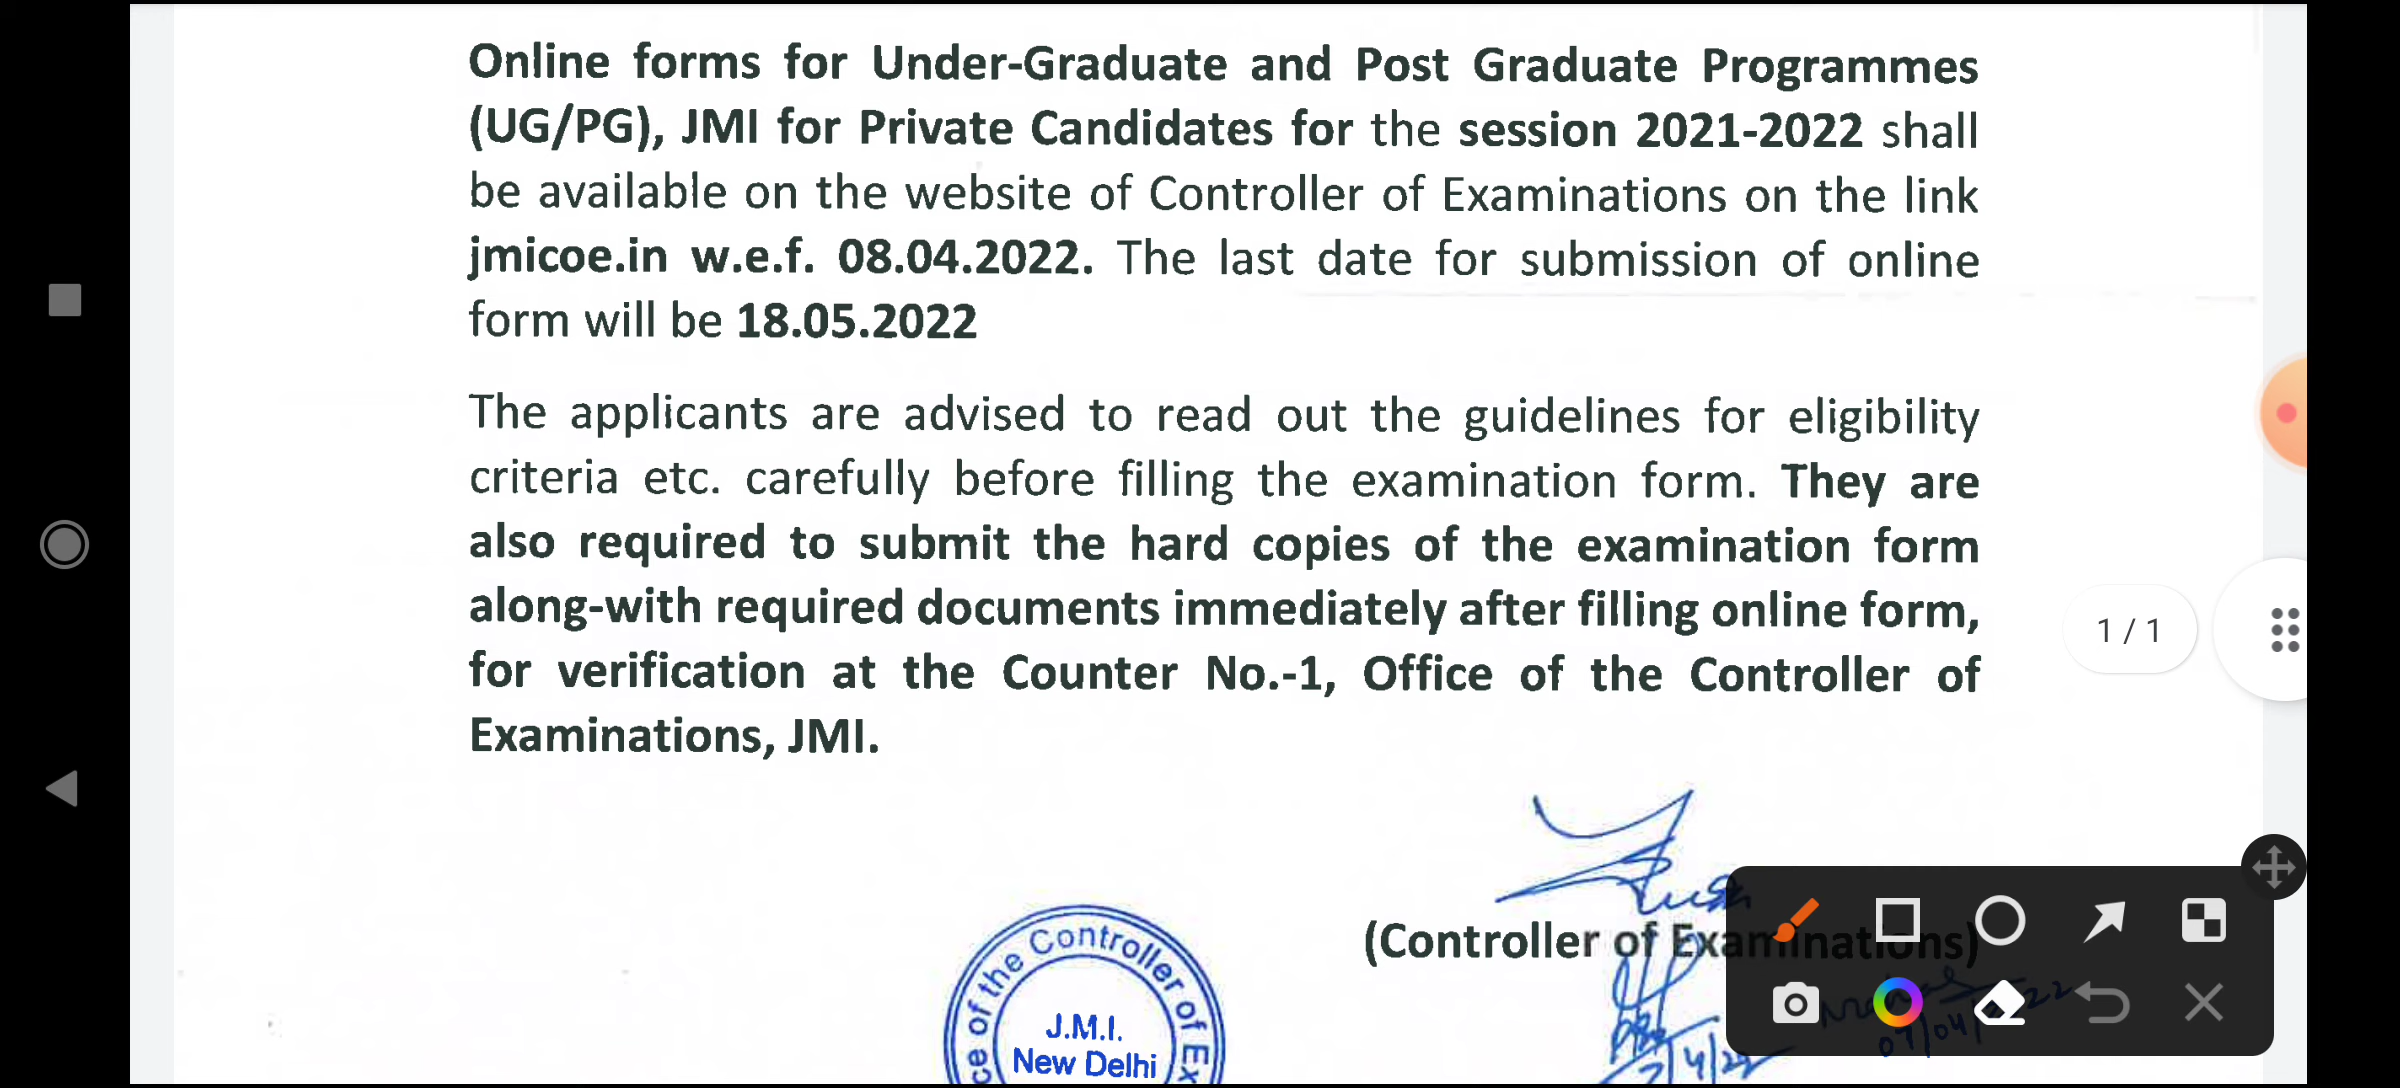 Online forms for Under-Graduate and Post Graduate Programmes
(UG/PG), JMI for Private Candidates for the session 2021-2022 shall
be available on the website of Controller of Examinations on the link
jmicoe.in w.e.f. 08.04.2022. The last date for submission of online
form will be 18.05.2022
The applicants are advised to read out the guidelines for eligibility
criteria etc. carefully before filling the examination form. They are
also required to submit the hard copies of the examination form
along-with required documents immediately after filling online form,
for verification at the Counter No.-1, Office of the Controller of
Examinations, JMI.
1 / 1
(Controller of Examinations)
of the Controller of
J.M.I.
New Delhi